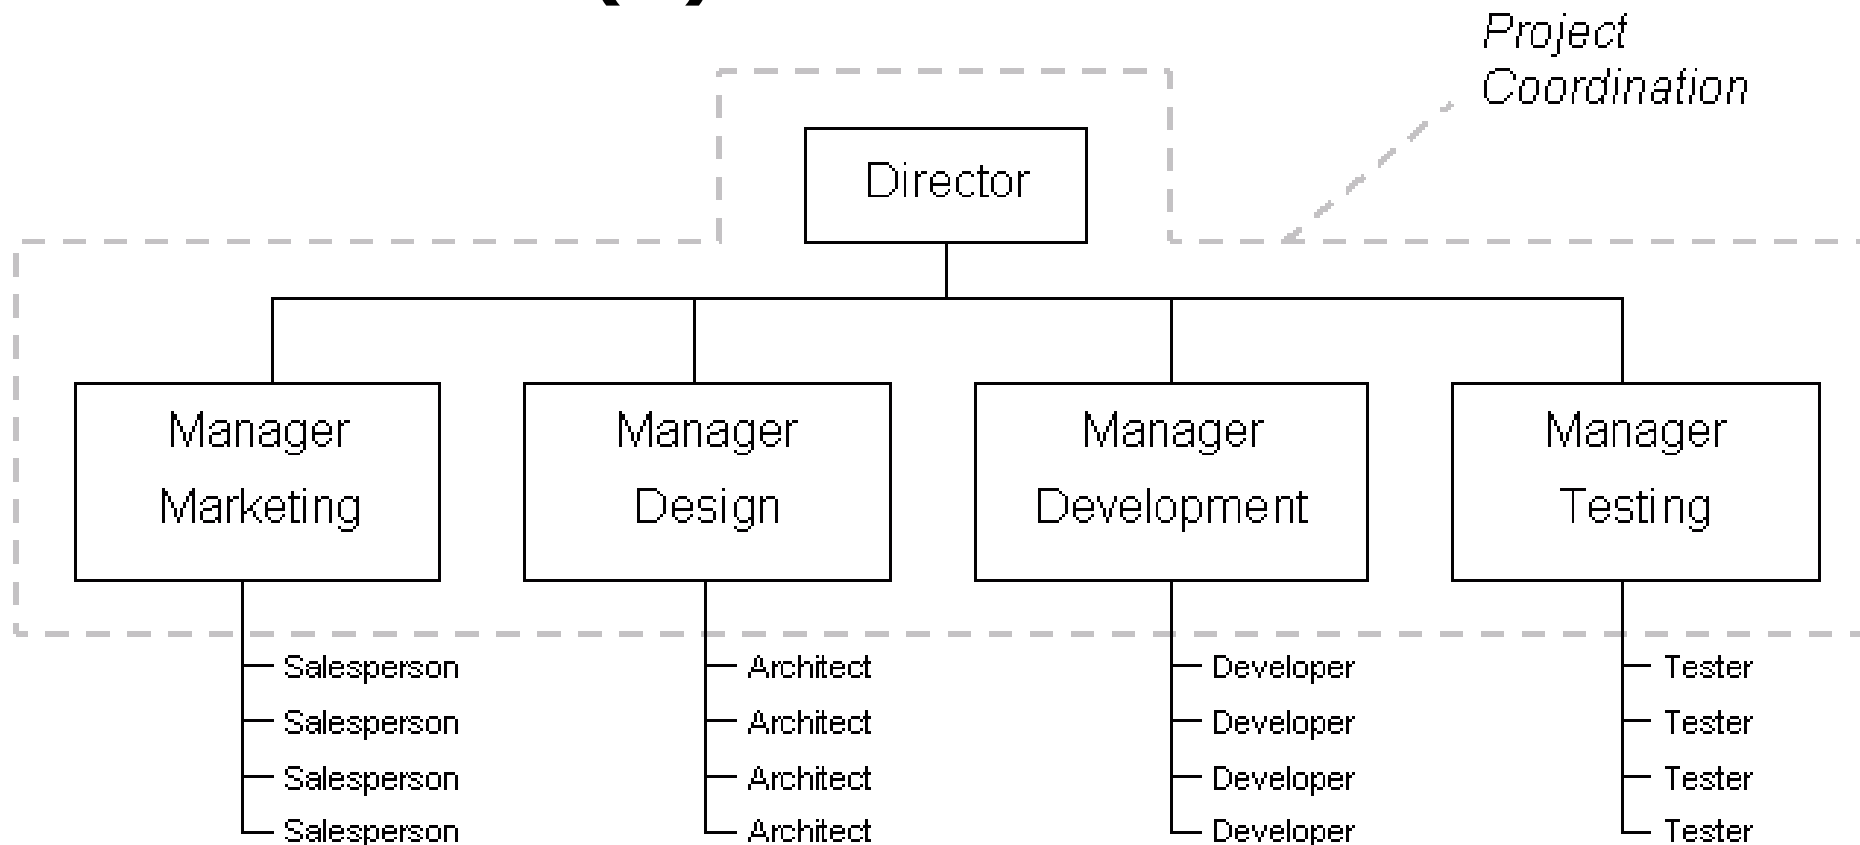 Project
Coordination
Director
Manager
Marketing
Manager
Design
Manager
Development
Manager
Testing
Salesperson
Salesperson
Salesperson
Salesperson
Architect
Architect
Architect
Architect
Developer
Developer
Developer
Developer
Tester
Tester
Tester
Tester